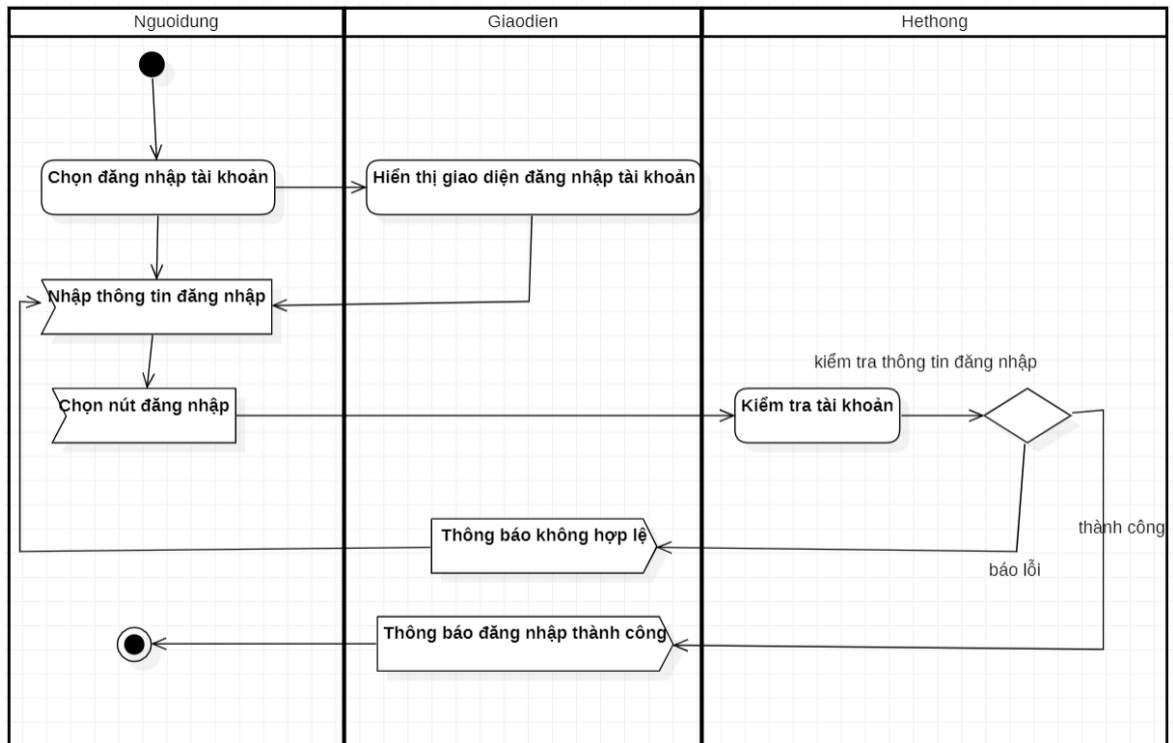 Nguoidung
Giaodien
Hethong
Chọn đăng nhập tài khoản
Hiển thị giao diện đăng nhập tài khoản
Nhập thông tin đăng nhập
kiểm tra thông tin đăng nhập
Chọn nút đăng nhập
Kiểm tra tài khoản
thành công
Thông báo không hợp lệ
báo lỗi
Thông báo đăng nhập thành công